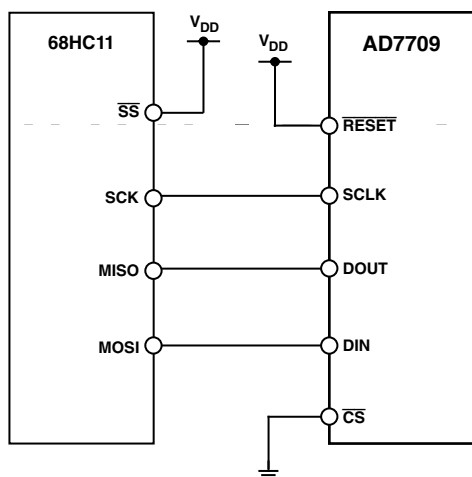 68HC11
V_DD
V_DD
AD7709
SS
RESET
SCK
SCLK
MISO
DOUT
MOSI
DIN
CS